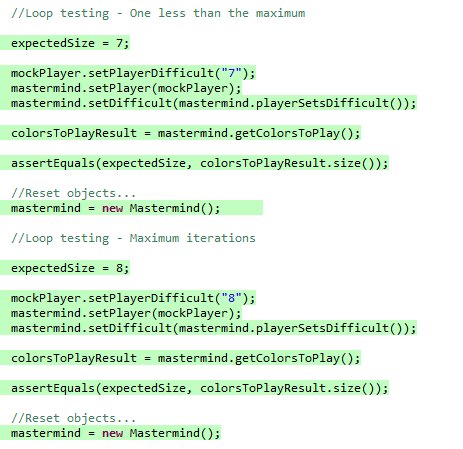 //Loop testing - One less than the maximum
expectedSize = 7;
mockPlayer.setPlayerDifficult("7");
mastermind.setPlayer(mockPlayer);
mastermind.setDifficult(mastermind.playerSetsDifficult());
colorsToPlayResult = mastermind.getColorsToPlay();
assertEquals(expectedSize, colorsToPlayResult.size());
//Reset objects...
mastermind = new Mastermind();
//Loop testing - Maximum iterations
expectedSize = 8;
mockPlayer.setPlayerDifficult("8");
mastermind.setPlayer(mockPlayer);
mastermind.setDifficult(mastermind.playerSetsDifficult());
colorsToPlayResult = mastermind.getColorsToPlay();
assertEquals(expectedSize, colorsToPlayResult.size());
//Reset objects...
mastermind = new Mastermind();